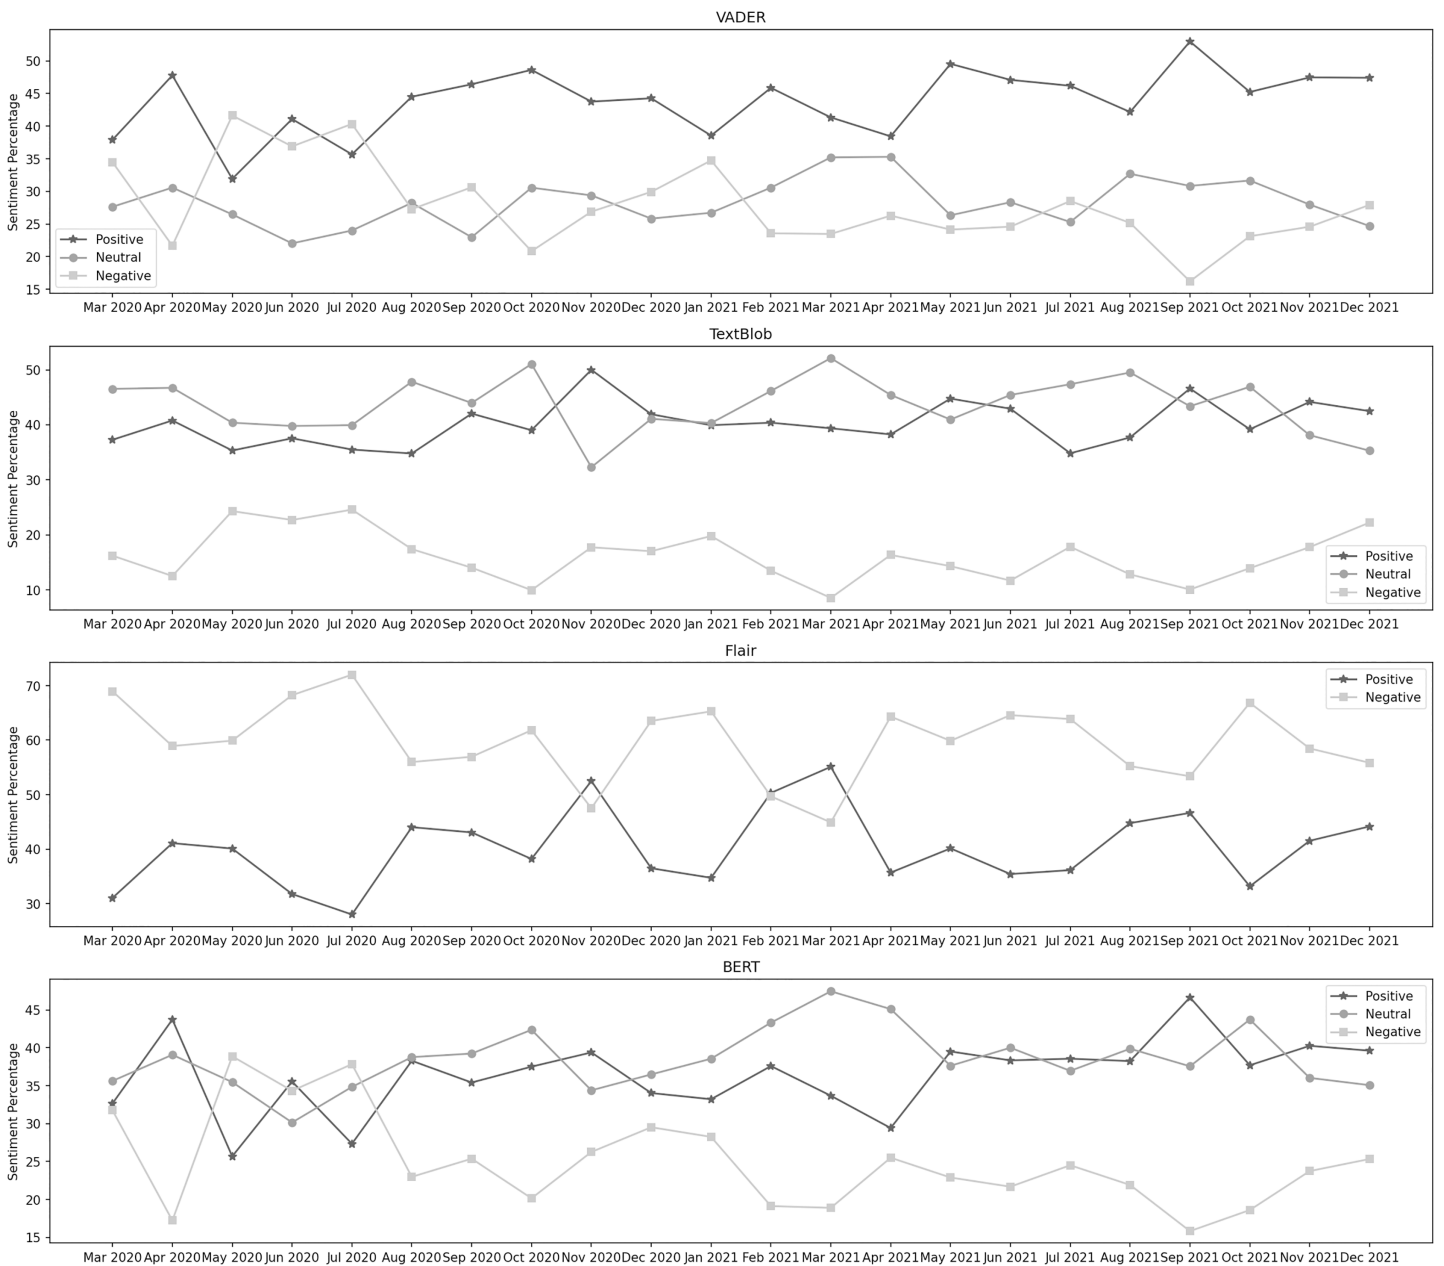 VADER
Sentiment Percentage
50
45
40
35
30
25
20
15
Positive
Neutral
Negative
Mar 2020 Apr 2020 May 2020 Jun 2020 Jul 2020 Aug 2020 Sep 2020 Oct 2020 Nov 2020 Dec 2020 Jan 2021 Feb 2021 Mar 2021 Apr 2021 May 2021 Jun 2021 Jul 2021 Aug 2021 Sep 2021 Oct 2021 Nov 2021 Dec 2021
TextBlob
Sentiment Percentage
50
40
30
20
10
Positive
Neutral
Negative
Mar 2020 Apr 2020 May 2020 Jun 2020 Jul 2020 Aug 2020 Sep 2020 Oct 2020 Nov 2020 Dec 2020 Jan 2021 Feb 2021 Mar 2021 Apr 2021 May 2021 Jun 2021 Jul 2021 Aug 2021 Sep 2021 Oct 2021 Nov 2021 Dec 2021
Flair
Sentiment Percentage
70
60
50
40
30
Positive
Negative
Mar 2020 Apr 2020 May 2020 Jun 2020 Jul 2020 Aug 2020 Sep 2020 Oct 2020 Nov 2020 Dec 2020 Jan 2021 Feb 2021 Mar 2021 Apr 2021 May 2021 Jun 2021 Jul 2021 Aug 2021 Sep 2021 Oct 2021 Nov 2021 Dec 2021
BERT
Sentiment Percentage
45
40
35
30
25
20
15
Positive
Neutral
Negative
Mar 2020 Apr 2020 May 2020 Jun 2020 Jul 2020 Aug 2020 Sep 2020 Oct 2020 Nov 2020 Dec 2020 Jan 2021 Feb 2021 Mar 2021 Apr 2021 May 2021 Jun 2021 Jul 2021 Aug 2021 Sep 2021 Oct 2021 Nov 2021 Dec 2021